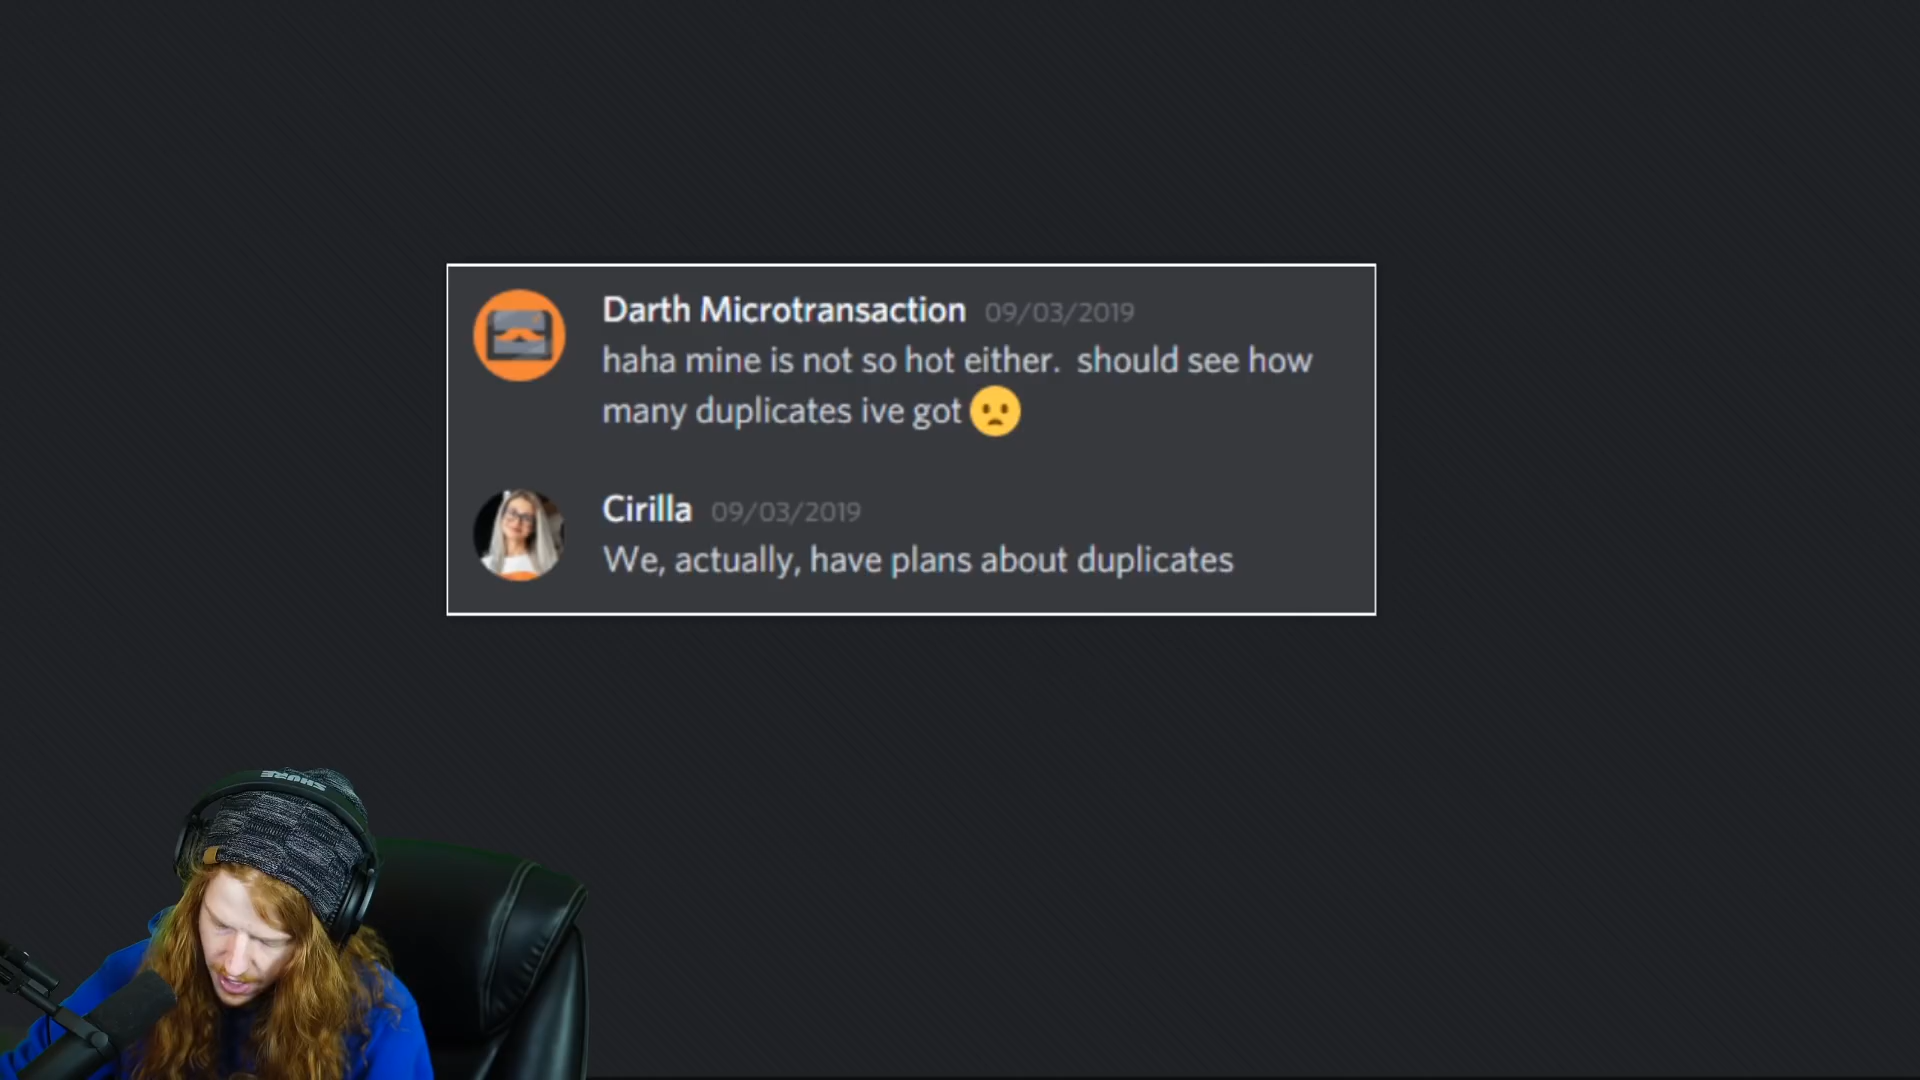 Darth Microtransaction 09/03/2019
haha mine is not so hot either.  should see how
many duplicates ive got
Cirilla 09/03/2019
We, actually, have plans about duplicates
SHURE